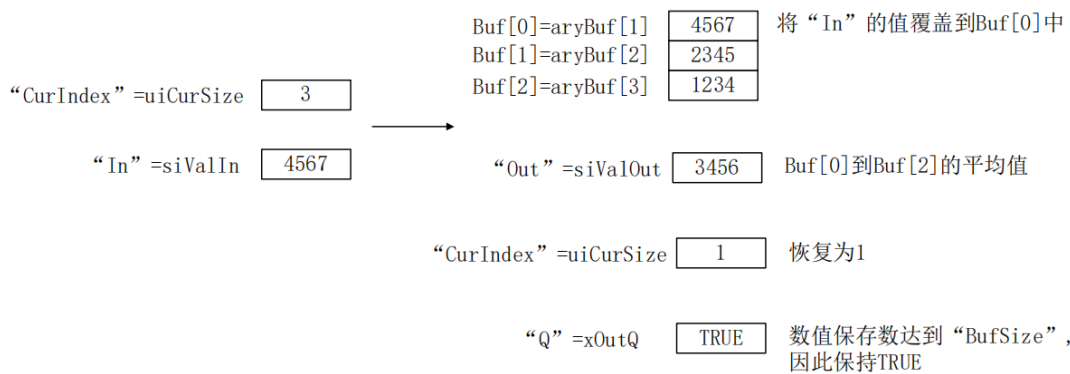 Buf[0]=aryBuf[1] 4567 将“In”的值覆盖到Buf[0]中
Buf[1]=aryBuf[2] 2345
Buf[2]=aryBuf[3] 1234
“CurIndex”=uiCurSize 3
“In”=siValIn 4567
“Out”=siValOut 3456 Buf[0]到Buf[2]的平均值
“CurIndex”=uiCurSize 1 恢复为1
“Q”=xOutQ TRUE 数值保存数达到“BufSize”,
因此保持TRUE